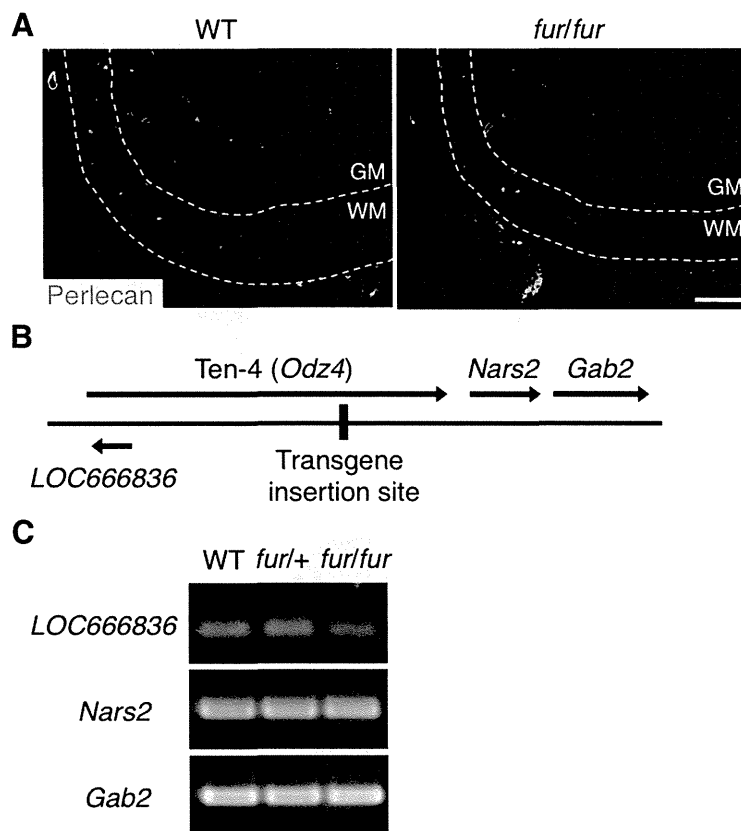 A
WT
fur/fur
GM
WM
GM
WM
Perlecan
B
Ten-4 (Odz4)
Nars2
Gab2
LOC666836
Transgene
insertion site
C
WT fur/+ fur/fur
LOC666836
Nars2
Gab2